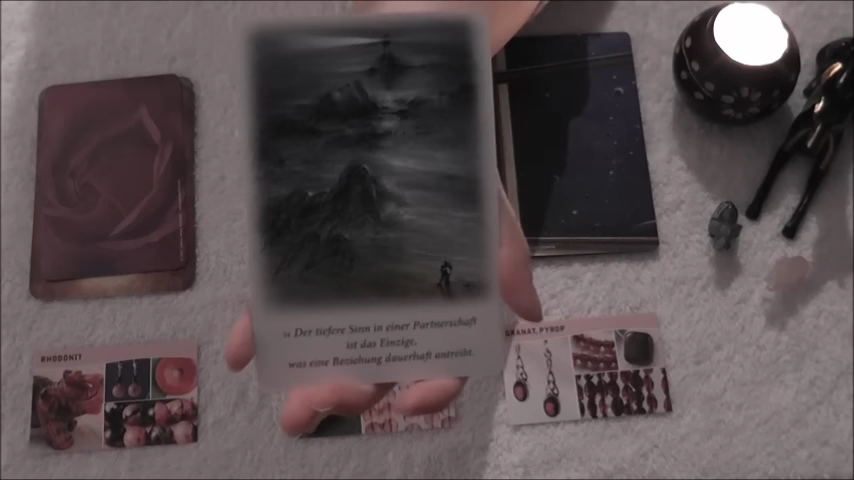 „ Der tiefere Sinn in einer Partnerschaft
ist das Einzige,
was eine Beziehung dauerhaft antreibt.
RHODONIT
GRANAT, PYROP